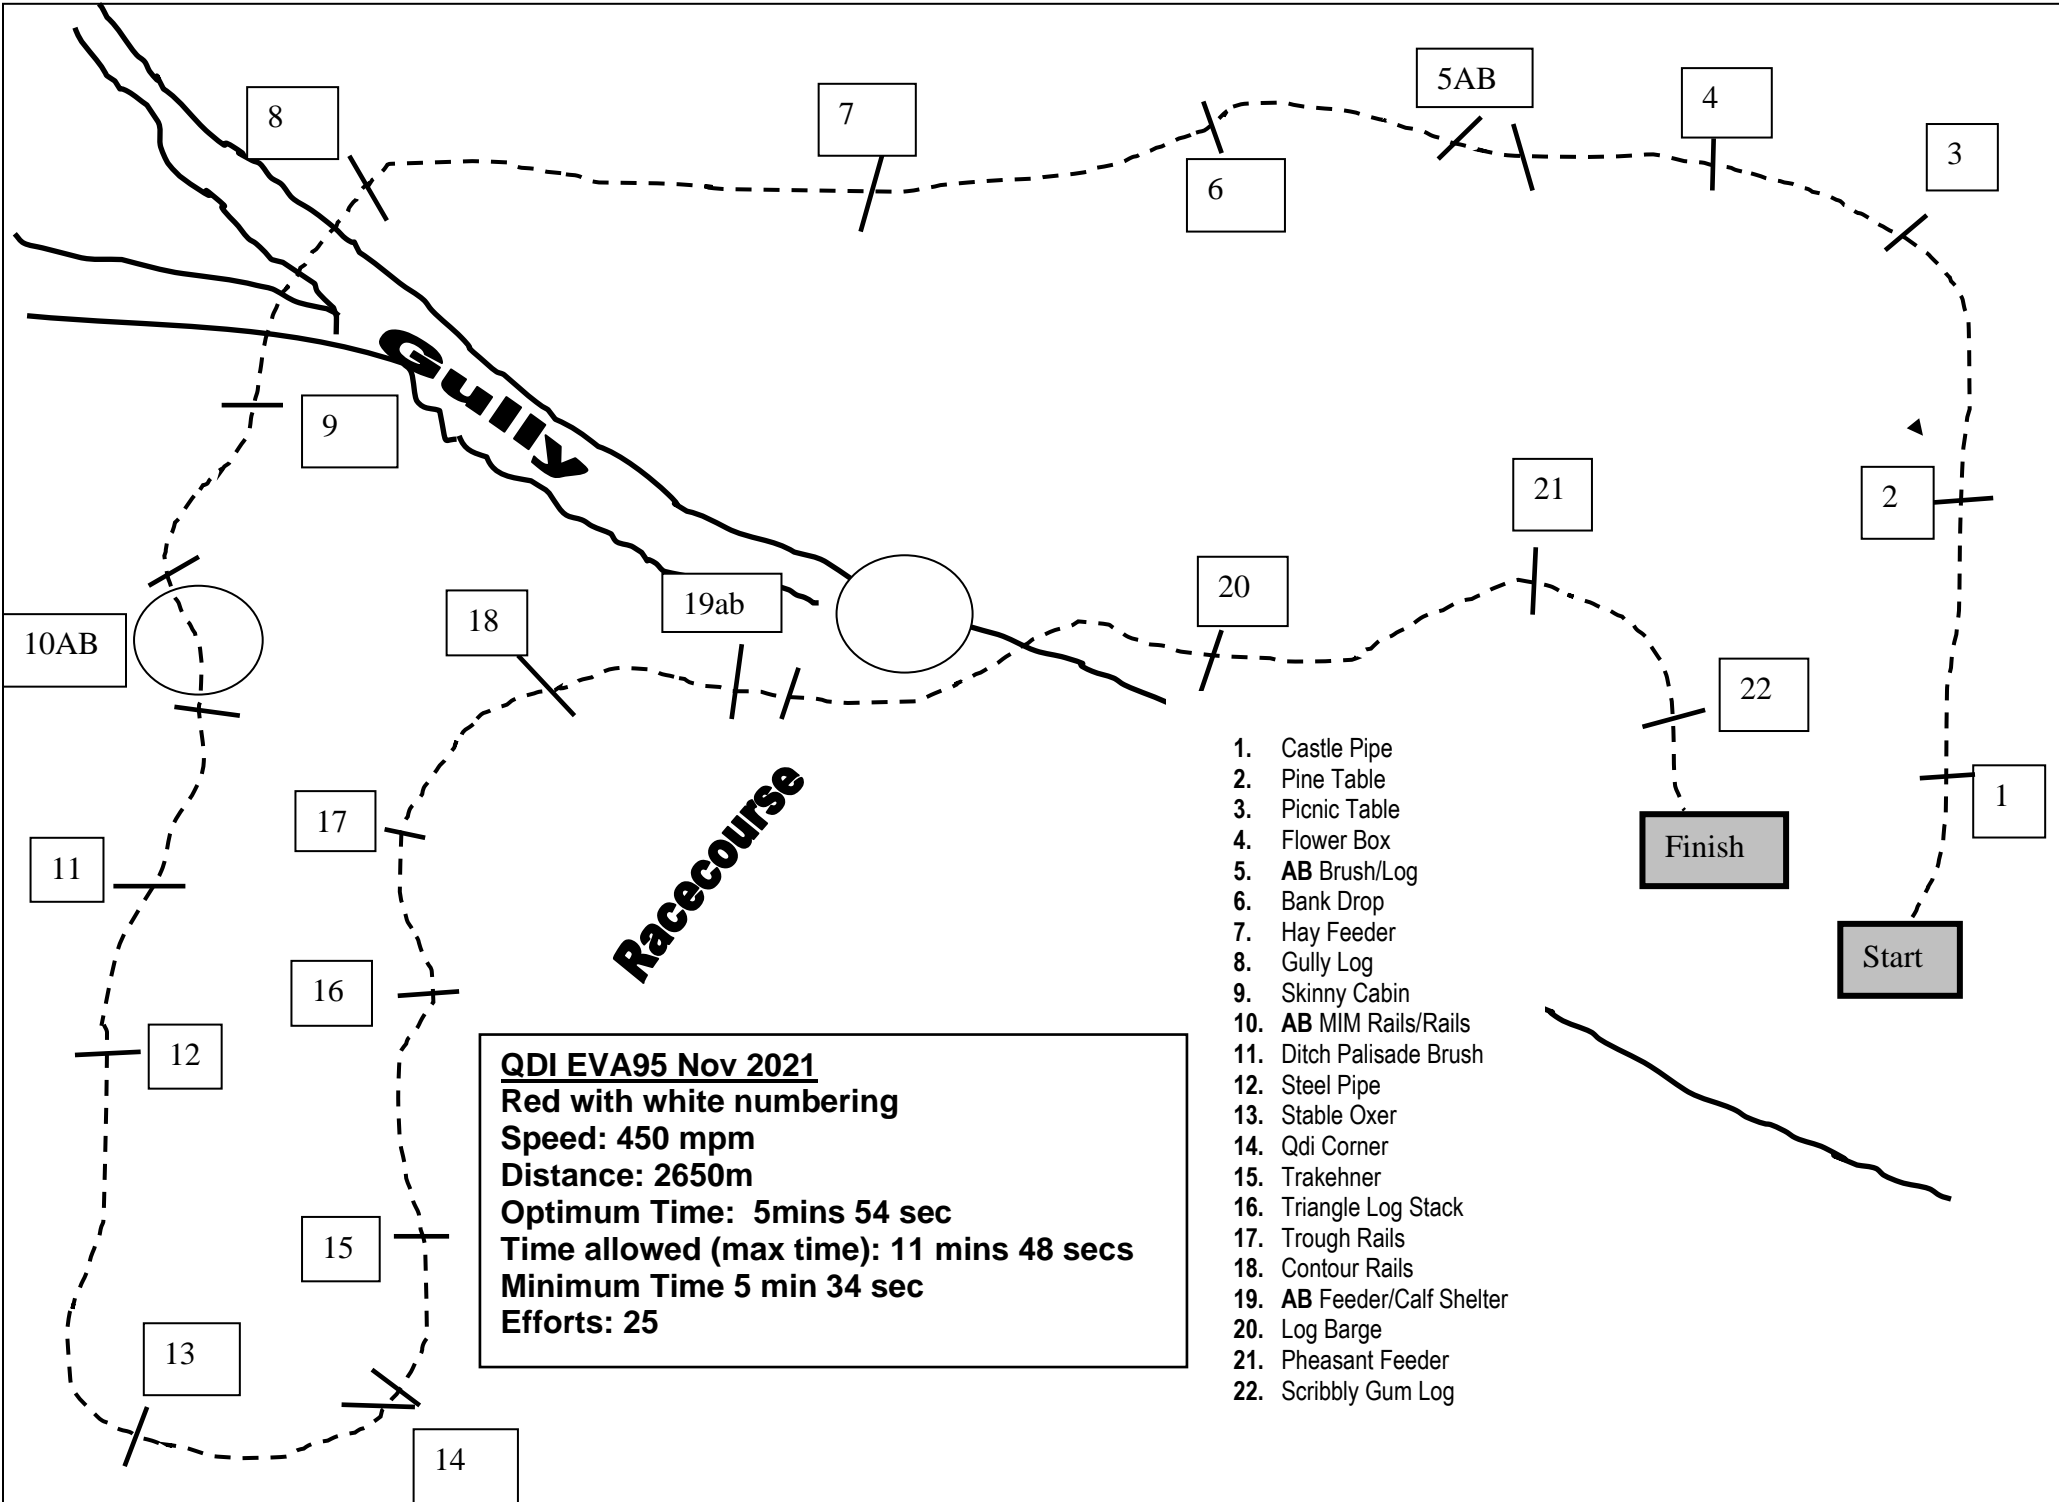 5AB
4
8
7
3
6
Gully
9
21
2
20
19ab
18
10AB
22
1
17
Racecourse
Finish
11
Start
16
12
15
13
14
1. Castle Pipe
2. Pine Table
3. Picnic Table
4. Flower Box
5. AB Brush/Log
6. Bank Drop
7. Hay Feeder
8. Gully Log
9. Skinny Cabin
10. AB MIM Rails/Rails
11. Ditch Palisade Brush
12. Steel Pipe
13. Stable Oxer
14. Qdi Corner
15. Trakehner
16. Triangle Log Stack
17. Trough Rails
18. Contour Rails
19. AB Feeder/Calf Shelter
20. Log Barge
21. Pheasant Feeder
22. Scribbly Gum Log
QDI EVA95 Nov 2021
Red with white numbering
Speed: 450 mpm
Distance: 2650m
Optimum Time: 5mins 54 sec
Time allowed (max time): 11 mins 48 secs
Minimum Time 5 min 34 sec
Efforts: 25